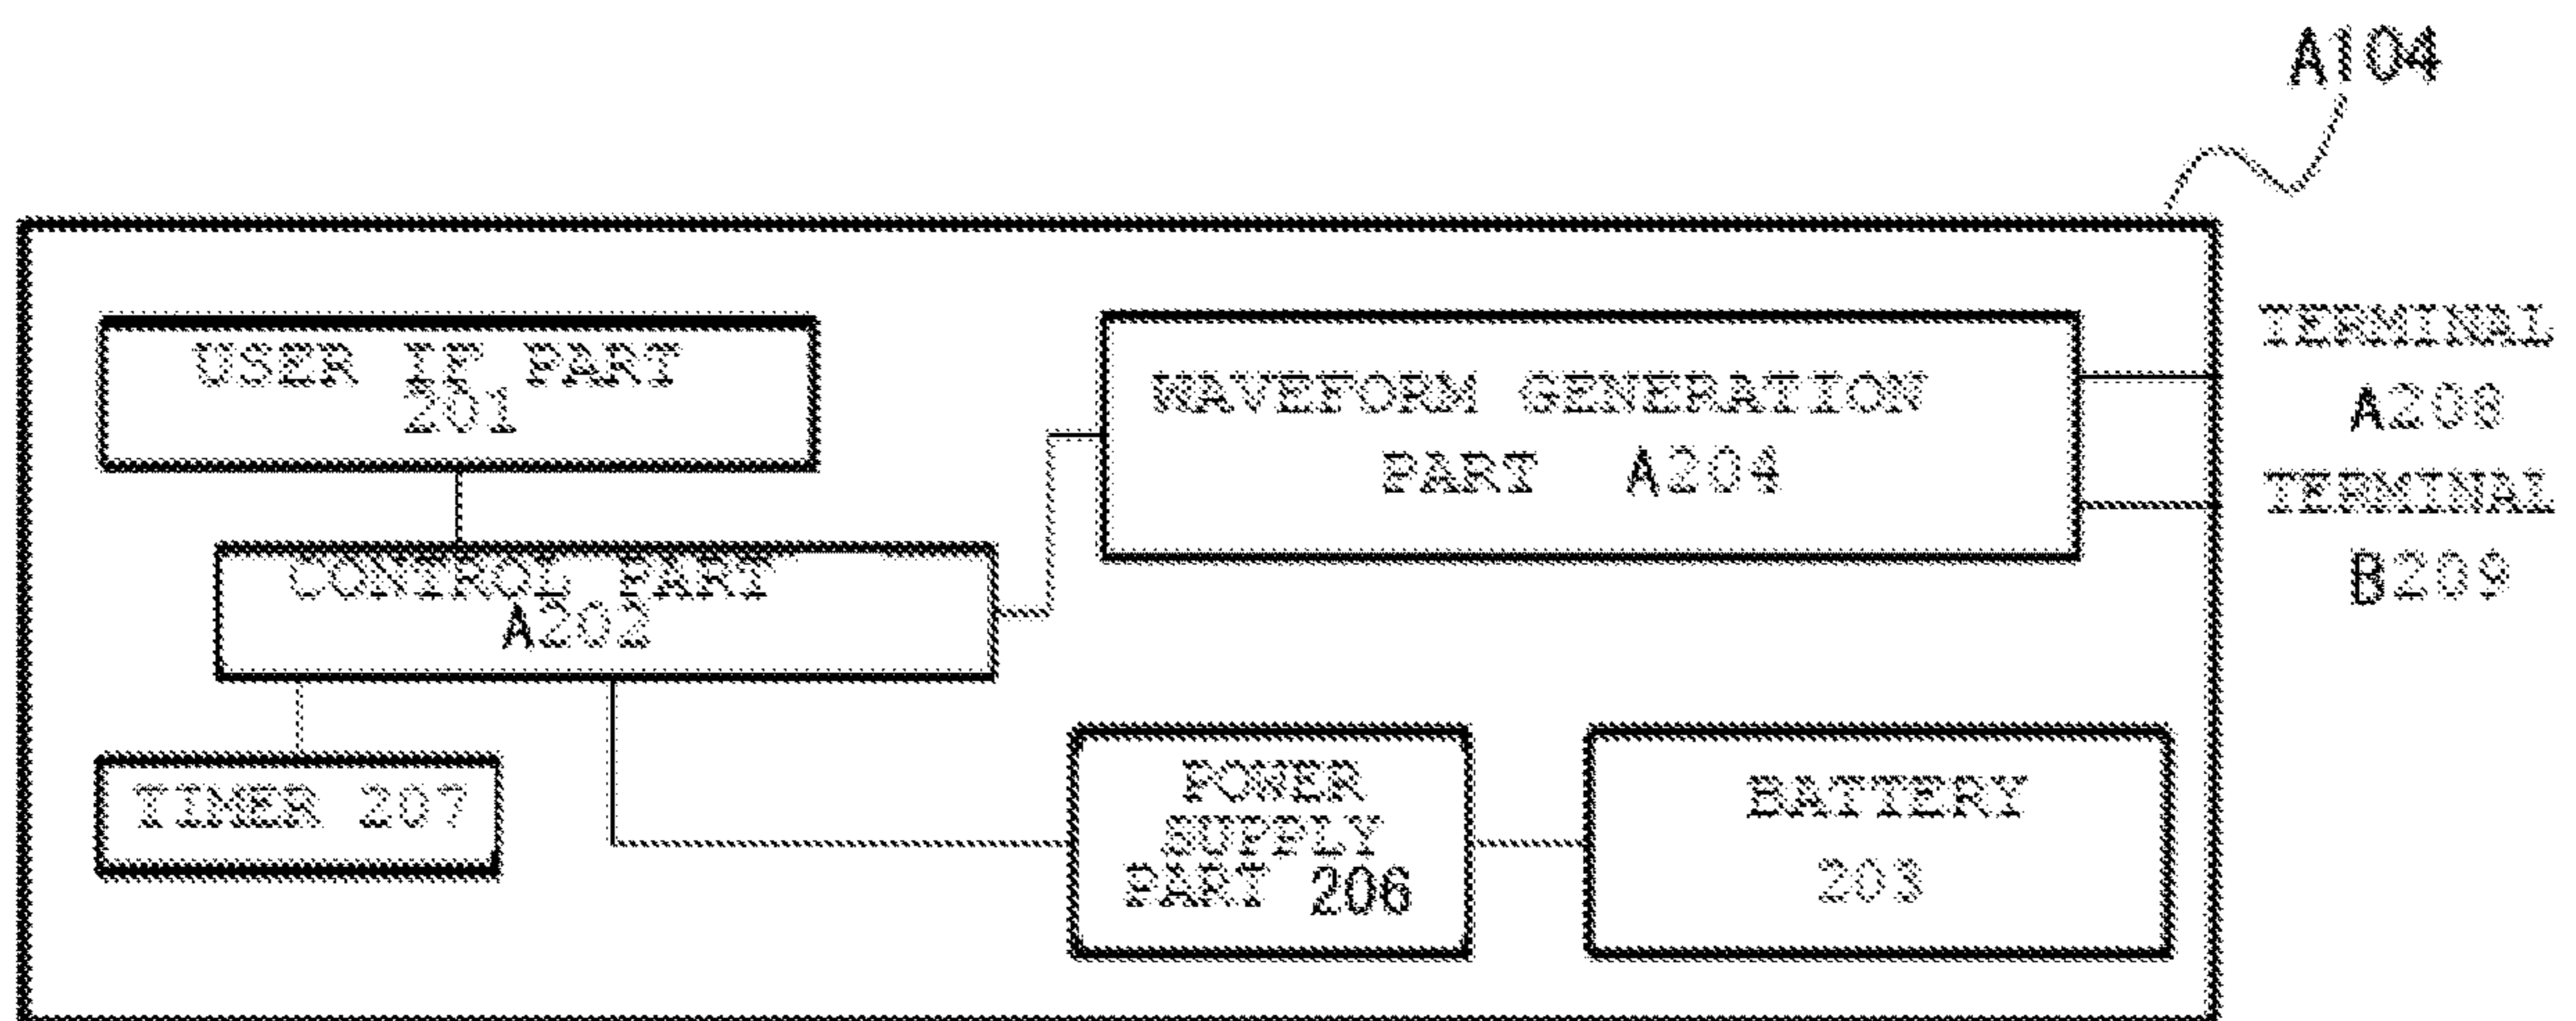 A104
USER IF PART
201
WAVEFORM GENERATION
PART A204
TERMINAL
A208
TERMINAL
B209
CONTROL PART
A202
TIMER 207
POWER
SUPPLY
PART 206
BATTERY
203